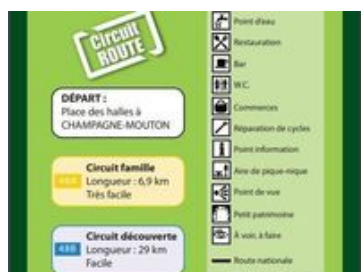 Circuit
ROUTE
DÉPART :
Place des halles à
CHAMPAGNE-MOUTON
Circuit famille
Longueur : 6,9 km
Très facile
Circuit découverte
Longueur : 29 km
Facile
Point d'eau
Restauration
Bar
W.C.
Commerces
Réparation de cycles
Point information
Aire de pique-nique
Point de vue
Petit patrimoine
À voir, à faire
Route nationale